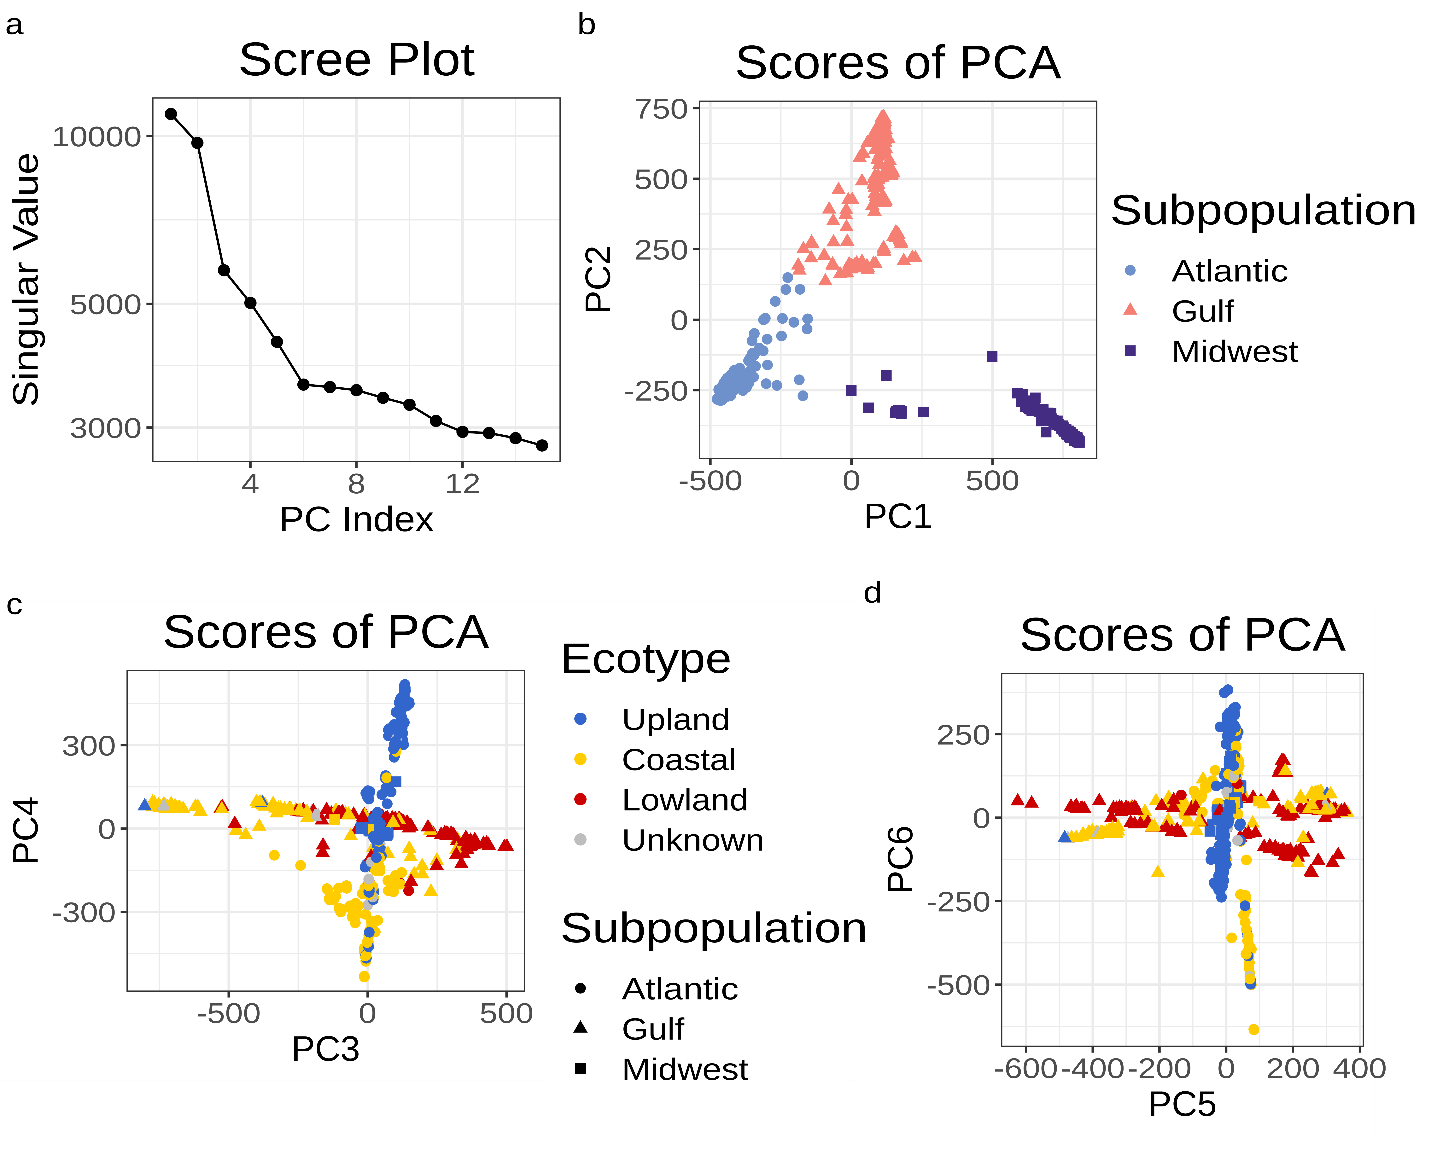 a
Scree Plot
10000
5000
3000
Singular Value
4 8 12
PC Index
b
Scores of PCA
750
500
250
0
-250
PC2
-500 0 500
PC1
Subpopulation
Atlantic
Gulf
Midwest
c
Scores of PCA
300
0
-300
PC4
-500 0 500
PC3
Ecotype
Upland
Coastal
Lowland
Unknown
Subpopulation
Atlantic
Gulf
Midwest
d
Scores of PCA
250
0
-250
-500
PC6
-600 -400 -200 0 200 400
PC5